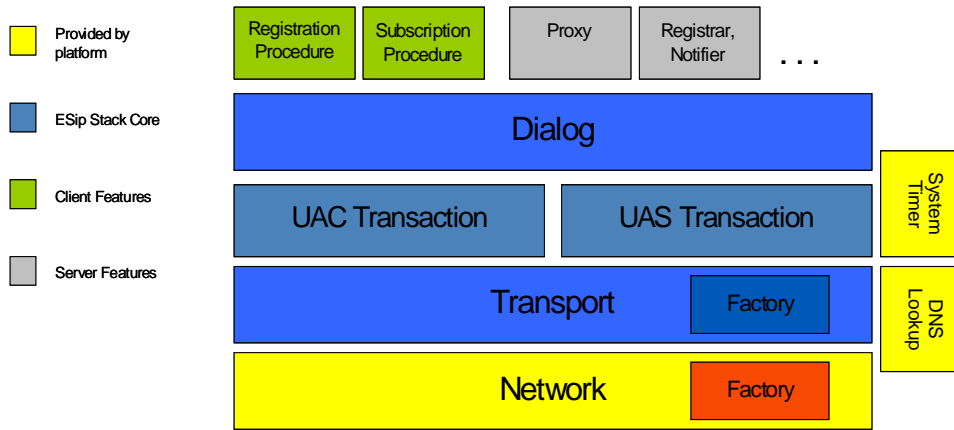 Provided by
platform
ESip Stack Core
Client Features
Server Features
Registration
Procedure
Subscription
Procedure
Proxy
Registrar,
Notifier
. . .
Dialog
UAC Transaction
UAS Transaction
System
Timer
Transport
Factory
DNS
Lookup
Network
Factory